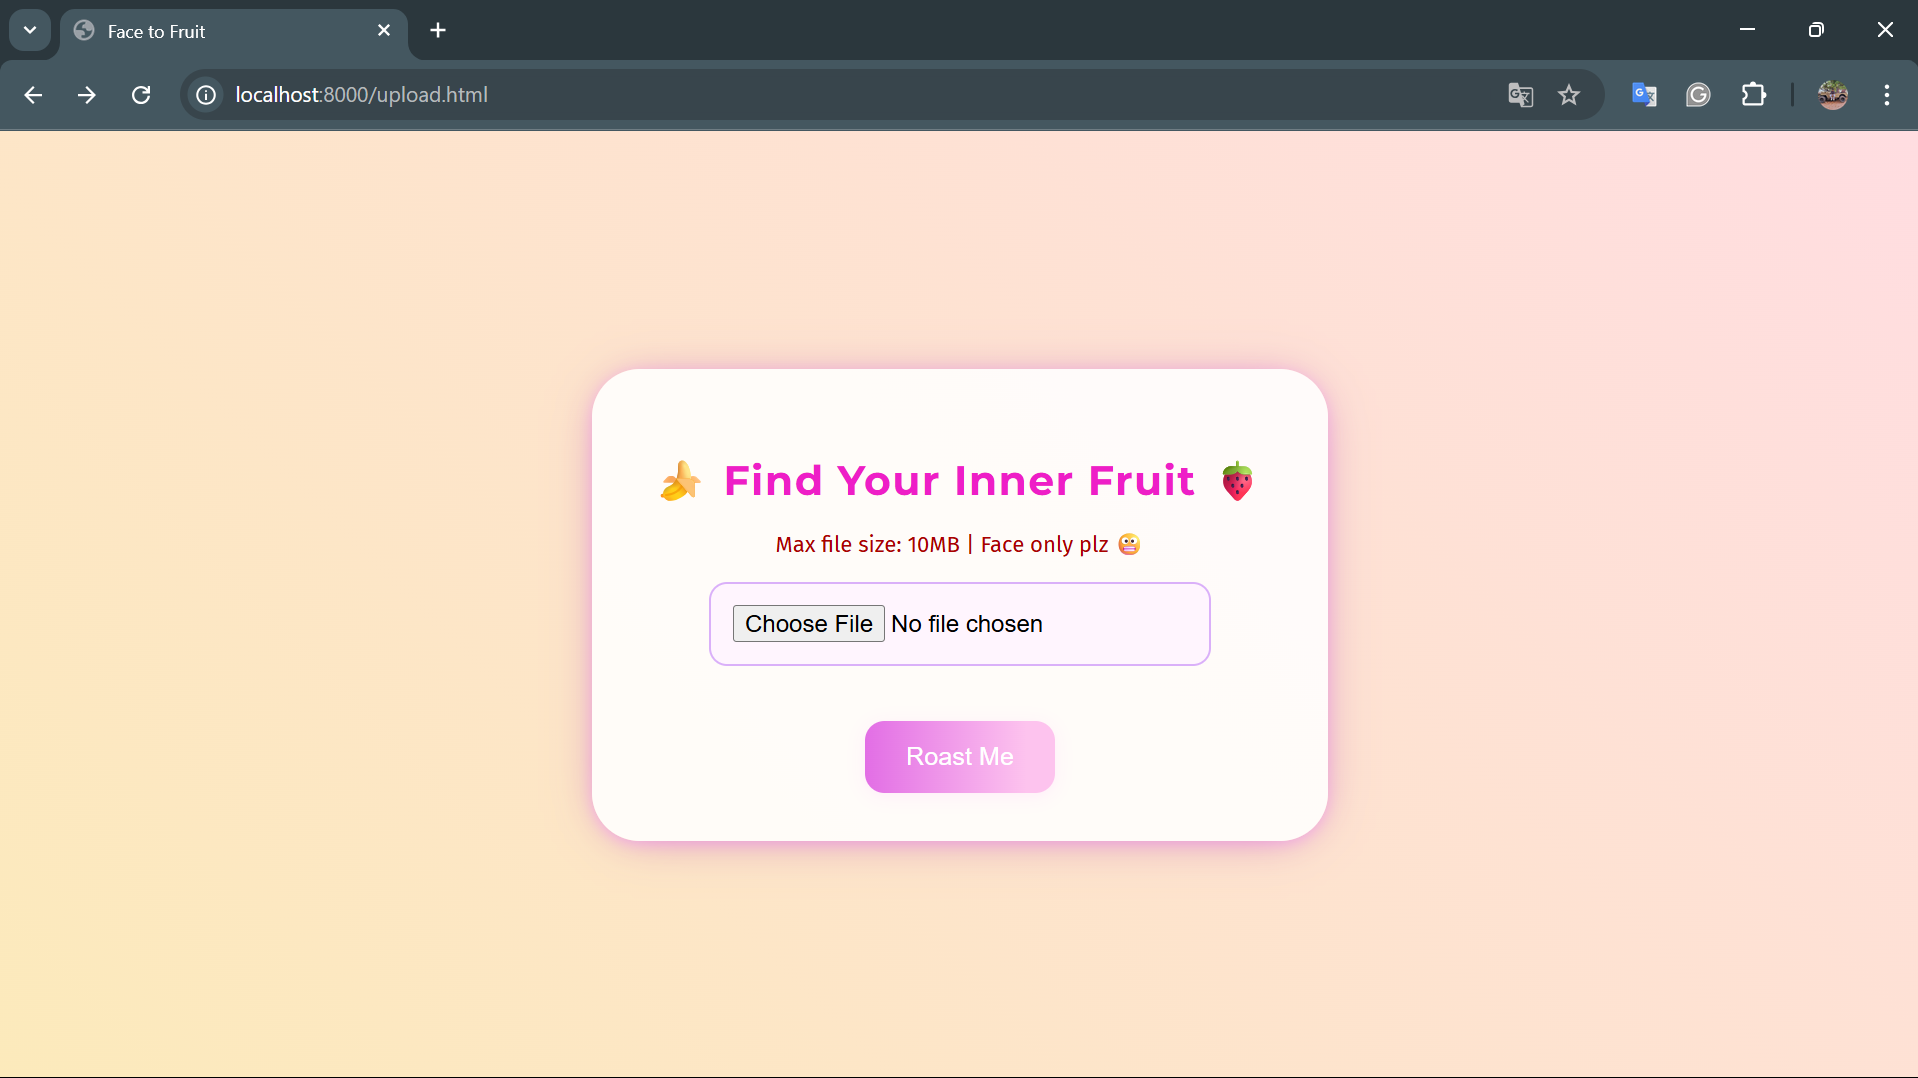 Face to Fruit
localhost:8000/upload.html
🍌 Find Your Inner Fruit 🍓
Max file size: 10MB | Face only plz 😬
Choose File No file chosen
Roast Me